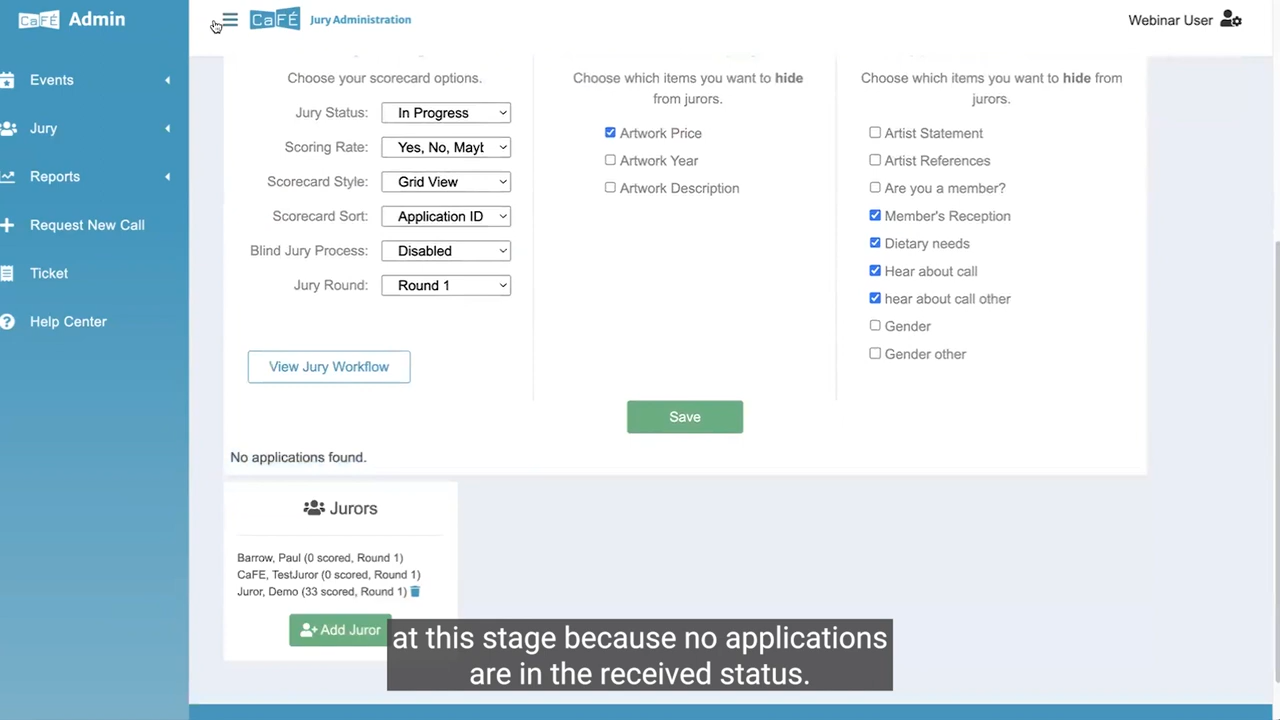 CaFÉ Admin
CaFÉ Jury Administration
Webinar User
Events
Jury
Reports
Request New Call
Ticket
Help Center
Choose your scorecard options.
Jury Status: In Progress
Scoring Rate: Yes, No, Mayb
Scorecard Style: Grid View
Scorecard Sort: Application ID
Blind Jury Process: Disabled
Jury Round: Round 1
View Jury Workflow
Choose which items you want to hide
from jurors.
Artwork Price
Artwork Year
Artwork Description
Choose which items you want to hide from
jurors.
Artist Statement
Artist References
Are you a member?
Member's Reception
Dietary needs
Hear about call
hear about call other
Gender
Gender other
Save
No applications found.
Jurors
Barrow, Paul (0 scored, Round 1)
CaFE, TestJuror (0 scored, Round 1)
Juror, Demo (33 scored, Round 1)
Add Juror
at this stage because no applications
are in the received status.